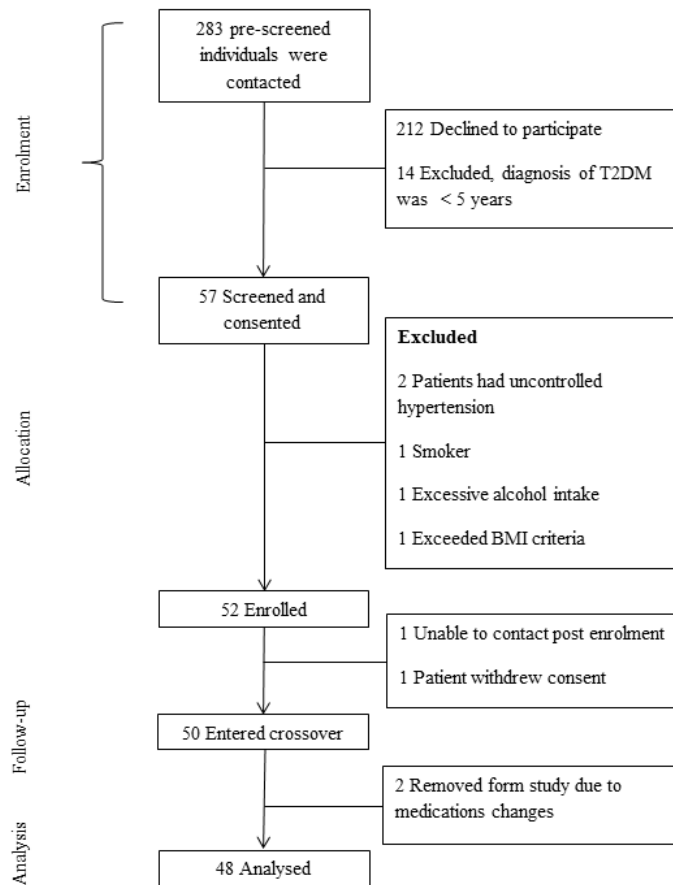 283 pre-screened
individuals were
contacted
Enrolment
212 Declined to participate
14 Excluded, diagnosis of T2DM
was < 5 years
57 Screened and
consented
Allocation
Excluded
2 Patients had uncontrolled
hypertension
1 Smoker
1 Excessive alcohol intake
1 Exceeded BMI criteria
52 Enrolled
1 Unable to contact post enrolment
1 Patient withdrew consent
Follow-up
50 Entered crossover
2 Removed form study due to
medications changes
Analysis
48 Analysed